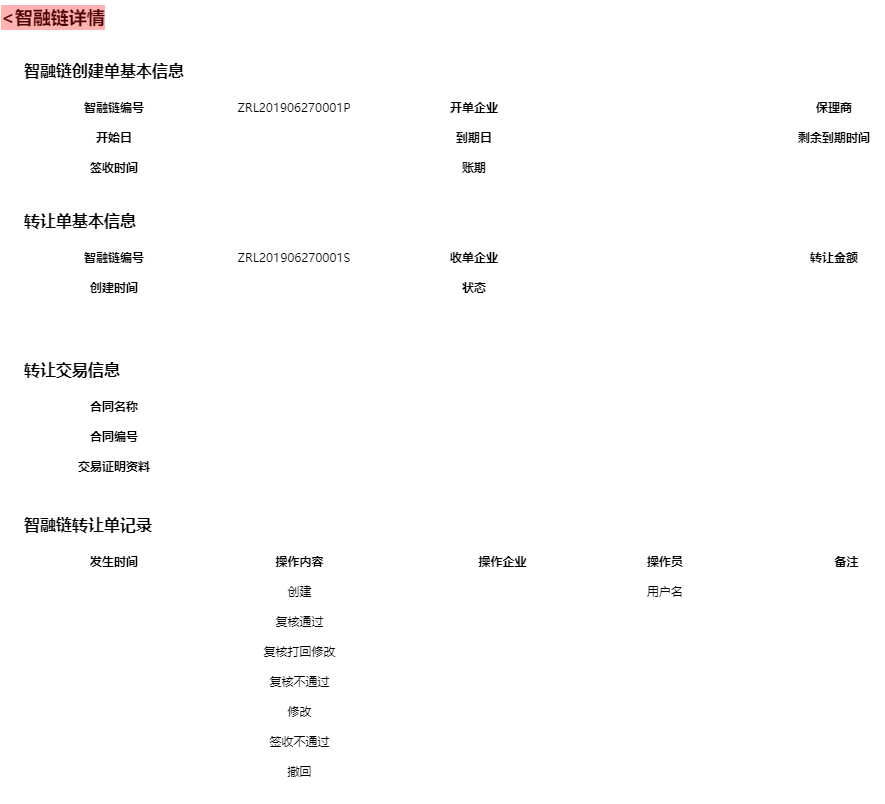 <智融链详情
智融链创建单基本信息
智融链编号 ZRL201906270001P 开单企业 保理商
开始日 到期日 剩余到期时间
签收时间 账期
转让单基本信息
智融链编号 ZRL201906270001S 收单企业 转让金额
创建时间 状态
转让交易信息
合同名称
合同编号
交易证明资料
智融链转让单记录
发生时间 操作内容 操作企业 操作员 备注
创建 用户名
复核通过
复核打回修改
复核不通过
修改
签收不通过
撤回